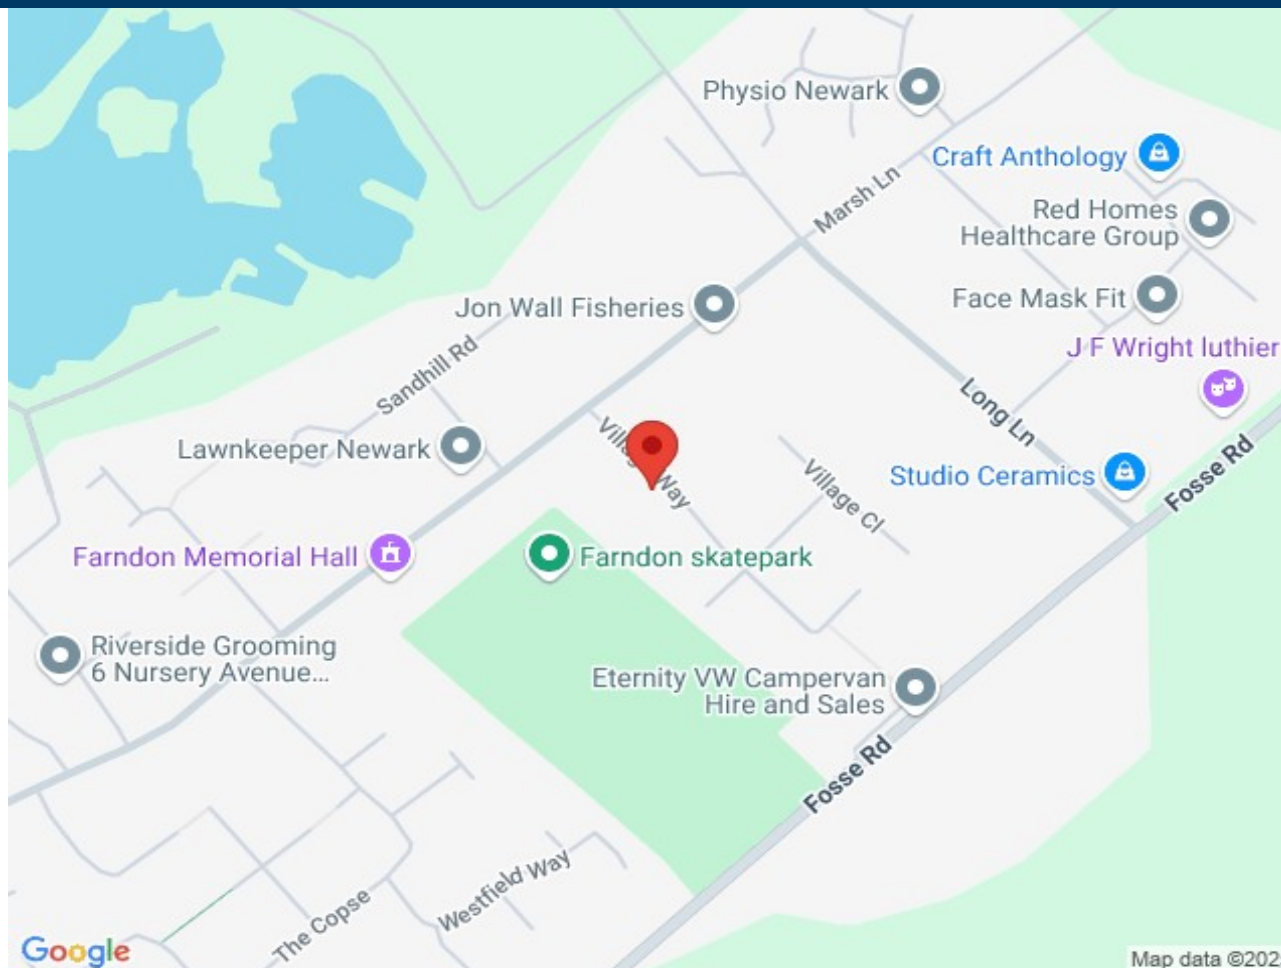 Physio Newark
Craft Anthology
Marsh Ln
Red Homes
Healthcare Group
Jon Wall Fisheries
Face Mask Fit
J F Wright luthier
Sandhill Rd
Long Ln
Lawnkeeper Newark
Village Way
Village Cl
Studio Ceramics
Fosse Rd
Farndon Memorial Hall
Farndon skatepark
Riverside Grooming
6 Nursery Avenue...
Eternity VW Campervan
Hire and Sales
Fosse Rd
Westfield Way
The Copse
Google
Map data ©202